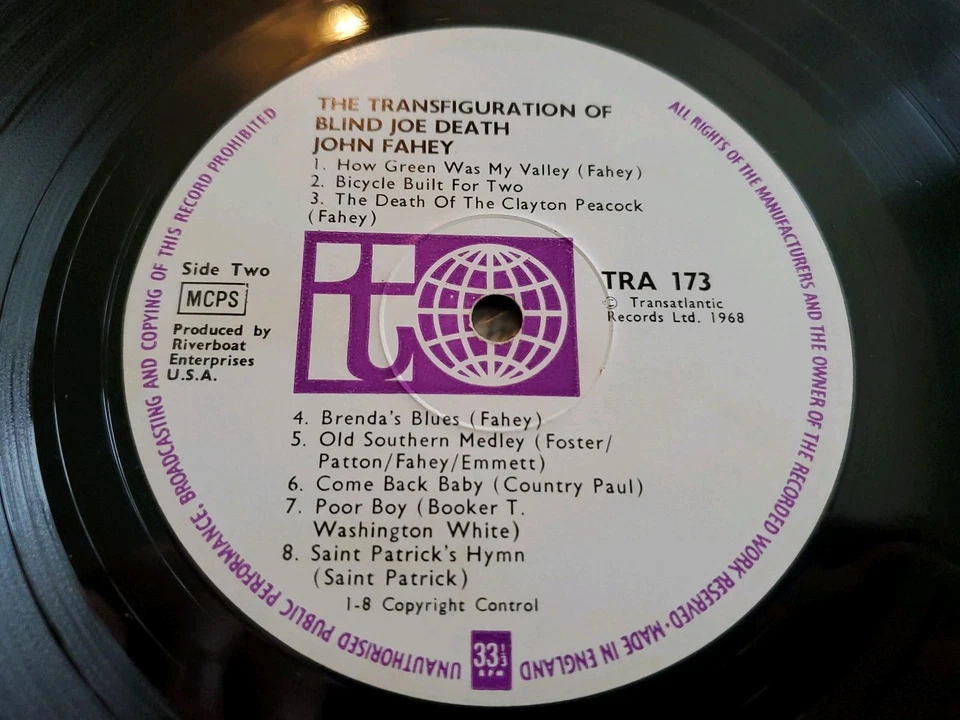 THE TRANSFIGURATION OF
BLIND JOE DEATH
JOHN FAHEY
1. How Green Was My Valley (Fahey)
2. Bicycle Built For Two
3. The Death Of The Clayton Peacock
(Fahey)
Side Two
MCPS
Produced by
Riverboat
Enterprises
U.S.A.
t
TRA 173
© Transatlantic
Records Ltd. 1968
4. Brenda's Blues (Fahey)
5. Old Southern Medley (Foster/
Patton/Fahey/Emmett)
6. Come Back Baby (Country Paul)
7. Poor Boy (Booker T.
Washington White)
8. Saint Patrick's Hymn
(Saint Patrick)
1-8 Copyright Control
33 1/3
RPM
ALL RIGHTS OF THE MANUFACTURERS AND THE OWNER OF THE RECORDED WORK RESERVED · MADE IN ENGLAND
UNAUTHORISED PUBLIC PERFORMANCE, BROADCASTING AND COPYING OF THIS RECORD PROHIBITED